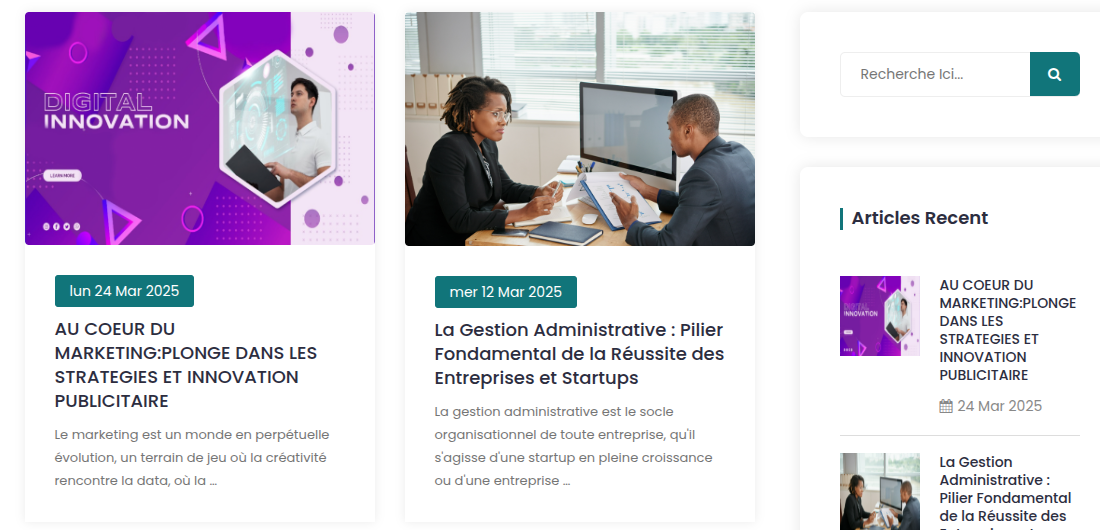 DIGITAL
INNOVATION
LEARN MORE
lun 24 Mar 2025
AU COEUR DU
MARKETING:PLONGE DANS LES
STRATEGIES ET INNOVATION
PUBLICITAIRE
Le marketing est un monde en perpétuelle
évolution, un terrain de jeu où la créativité
rencontre la data, où la ...
mer 12 Mar 2025
La Gestion Administrative : Pilier
Fondamental de la Réussite des
Entreprises et Startups
La gestion administrative est le socle
organisationnel de toute entreprise, qu'il
s'agisse d'une startup en pleine croissance
ou d'une entreprise ...
Recherche Ici...
Articles Recent
DIGITAL
INNOVATION
AU COEUR DU
MARKETING:PLONGE
DANS LES
STRATEGIES ET
INNOVATION
PUBLICITAIRE
24 Mar 2025
La Gestion
Administrative :
Pilier Fondamental
de la Réussite des